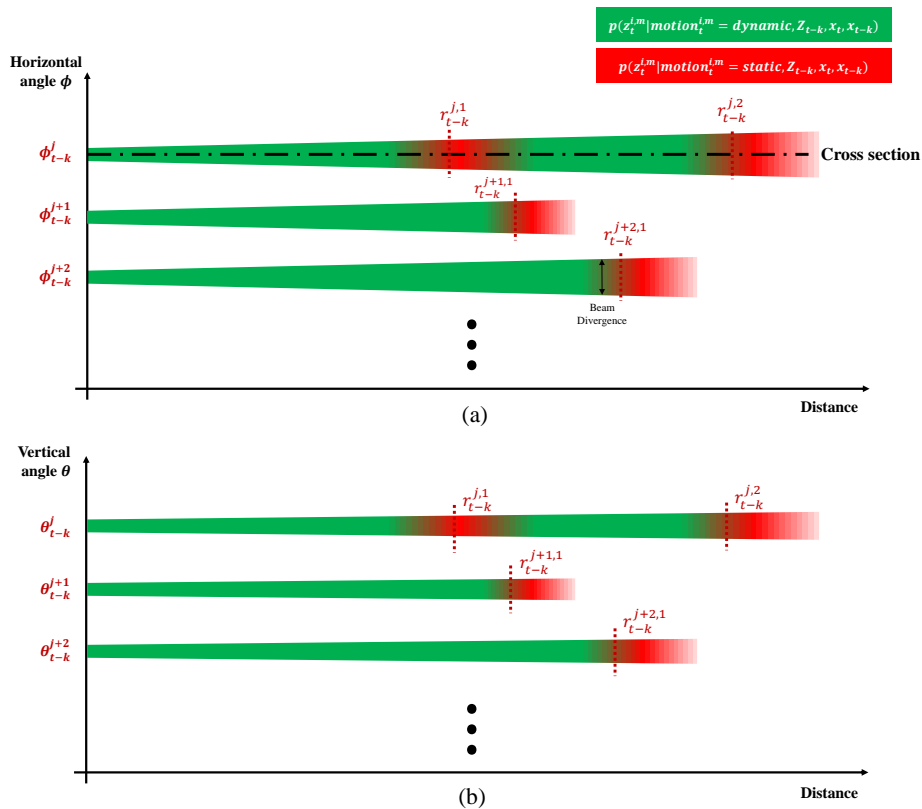 p(z_t^{i,m}|motion_t^{i,m} = dynamic, Z_{t-k}, x_t, x_{t-k})
p(z_t^{i,m}|motion_t^{i,m} = static, Z_{t-k}, x_t, x_{t-k})
Horizontal
angle ϕ
r_{t-k}^{j,1}
r_{t-k}^{j,2}
ϕ_{t-k}^{j}
Cross section
r_{t-k}^{j+1,1}
ϕ_{t-k}^{j+1}
r_{t-k}^{j+2,1}
ϕ_{t-k}^{j+2}
Beam
Divergence
(a)
Distance
Vertical
angle θ
r_{t-k}^{j,1}
r_{t-k}^{j,2}
θ_{t-k}^{j}
r_{t-k}^{j+1,1}
θ_{t-k}^{j+1}
r_{t-k}^{j+2,1}
θ_{t-k}^{j+2}
(b)
Distance